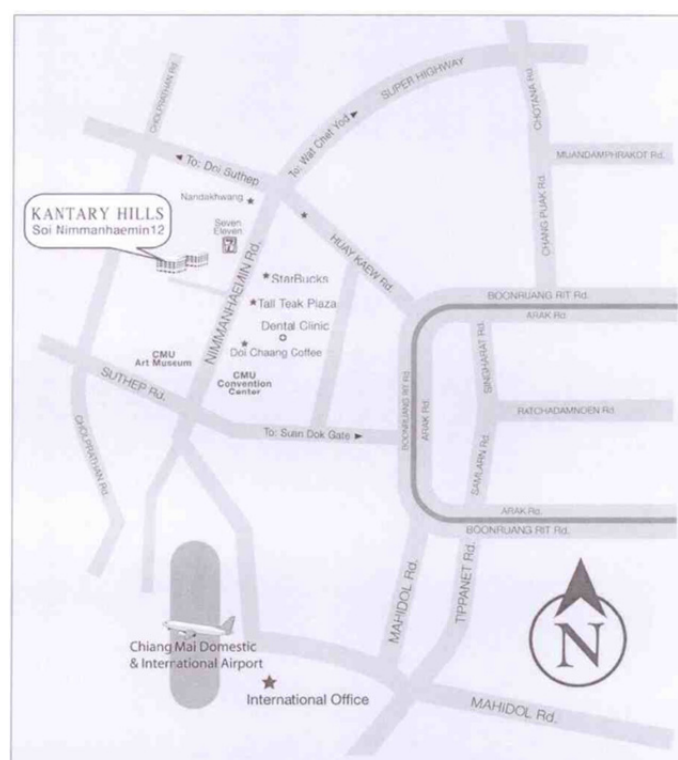 SUPER HIGHWAY
CHOLPRATHAN Rd.
CHOTANA Rd.
To: Wat Chet Yod
MUANDAMPHRAKOT Rd.
To: Doi Suthep
Nandakhwang
KANTARY HILLS
Soi Nimmanhaemin12
Seven
Eleven
7
HUAY KAEW Rd.
CHANG PUAK Rd.
NIMMANHAEMIN Rd.
StarBucks
Tall Teak Plaza
BOONRUANG RIT Rd.
ARAK Rd.
Dental Clinic
Doi Chaang Coffee
CMU
Art Museum
CMU
Convention
Center
SINGHARAT Rd.
SUTHEP Rd.
BOONRUANG RIT Rd.
ARAK Rd.
RATCHADAMNOEN Rd.
To: Suan Dok Gate
CHOLPRATHAN Rd.
SAMLARN Rd.
ARAK Rd.
BOONRUANG RIT Rd.
MAHIDOL Rd.
TIPPANET Rd.
N
Chiang Mai Domestic
& International Airport
International Office
MAHIDOL Rd.